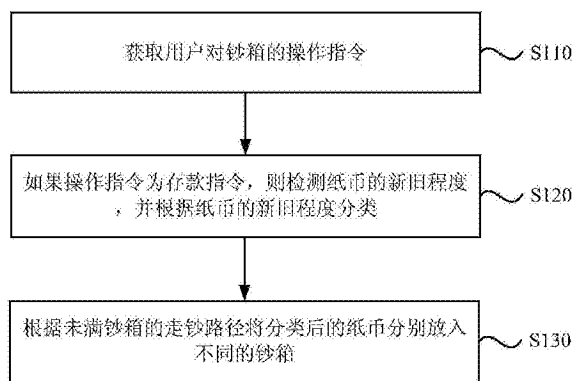 获取用户对钞箱的操作指令
S110
如果操作指令为存款指令，则检测纸币的新旧程度
，并根据纸币的新旧程度分类
S120
根据未满钞箱的走钞路径将分类后的纸币分别放入
不同的钞箱
S130